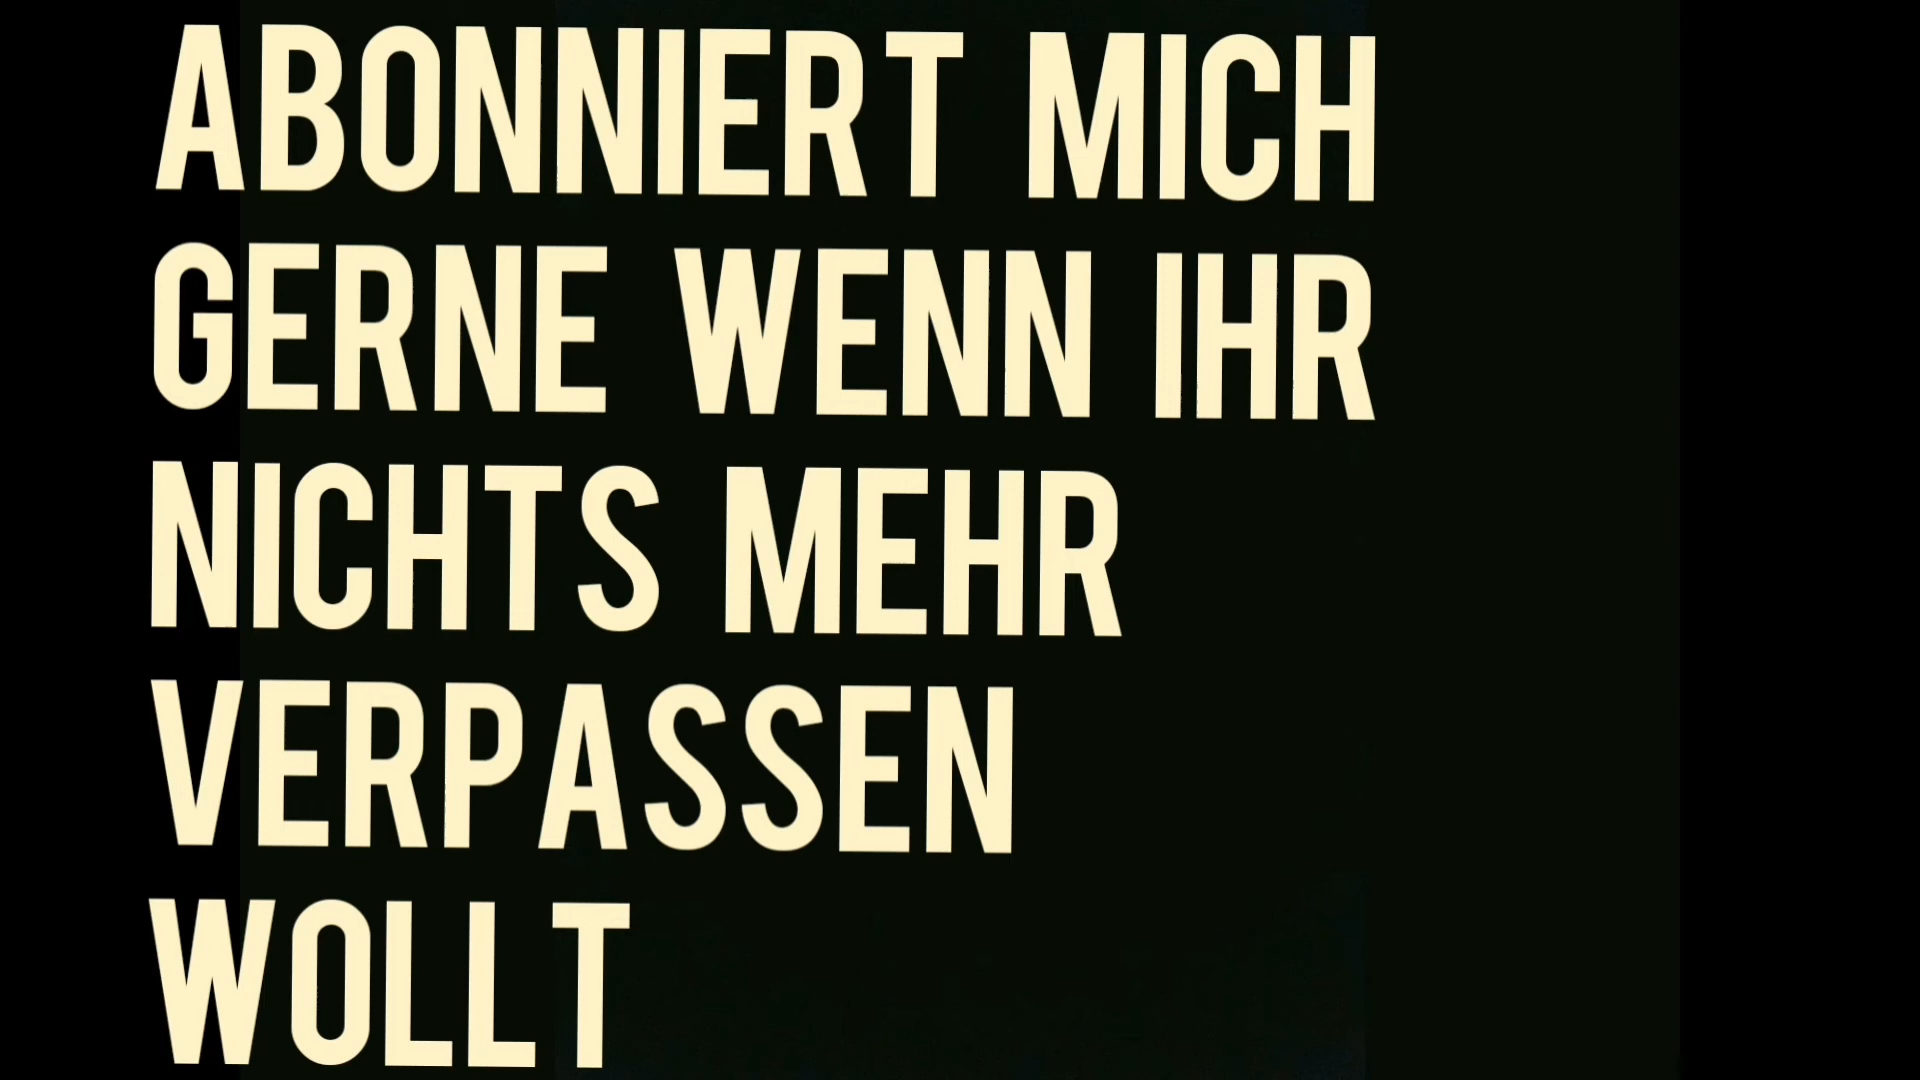 ABONNIERT MICH
GERNE WENN IHR
NICHTS MEHR
VERPASSEN
WOLLT